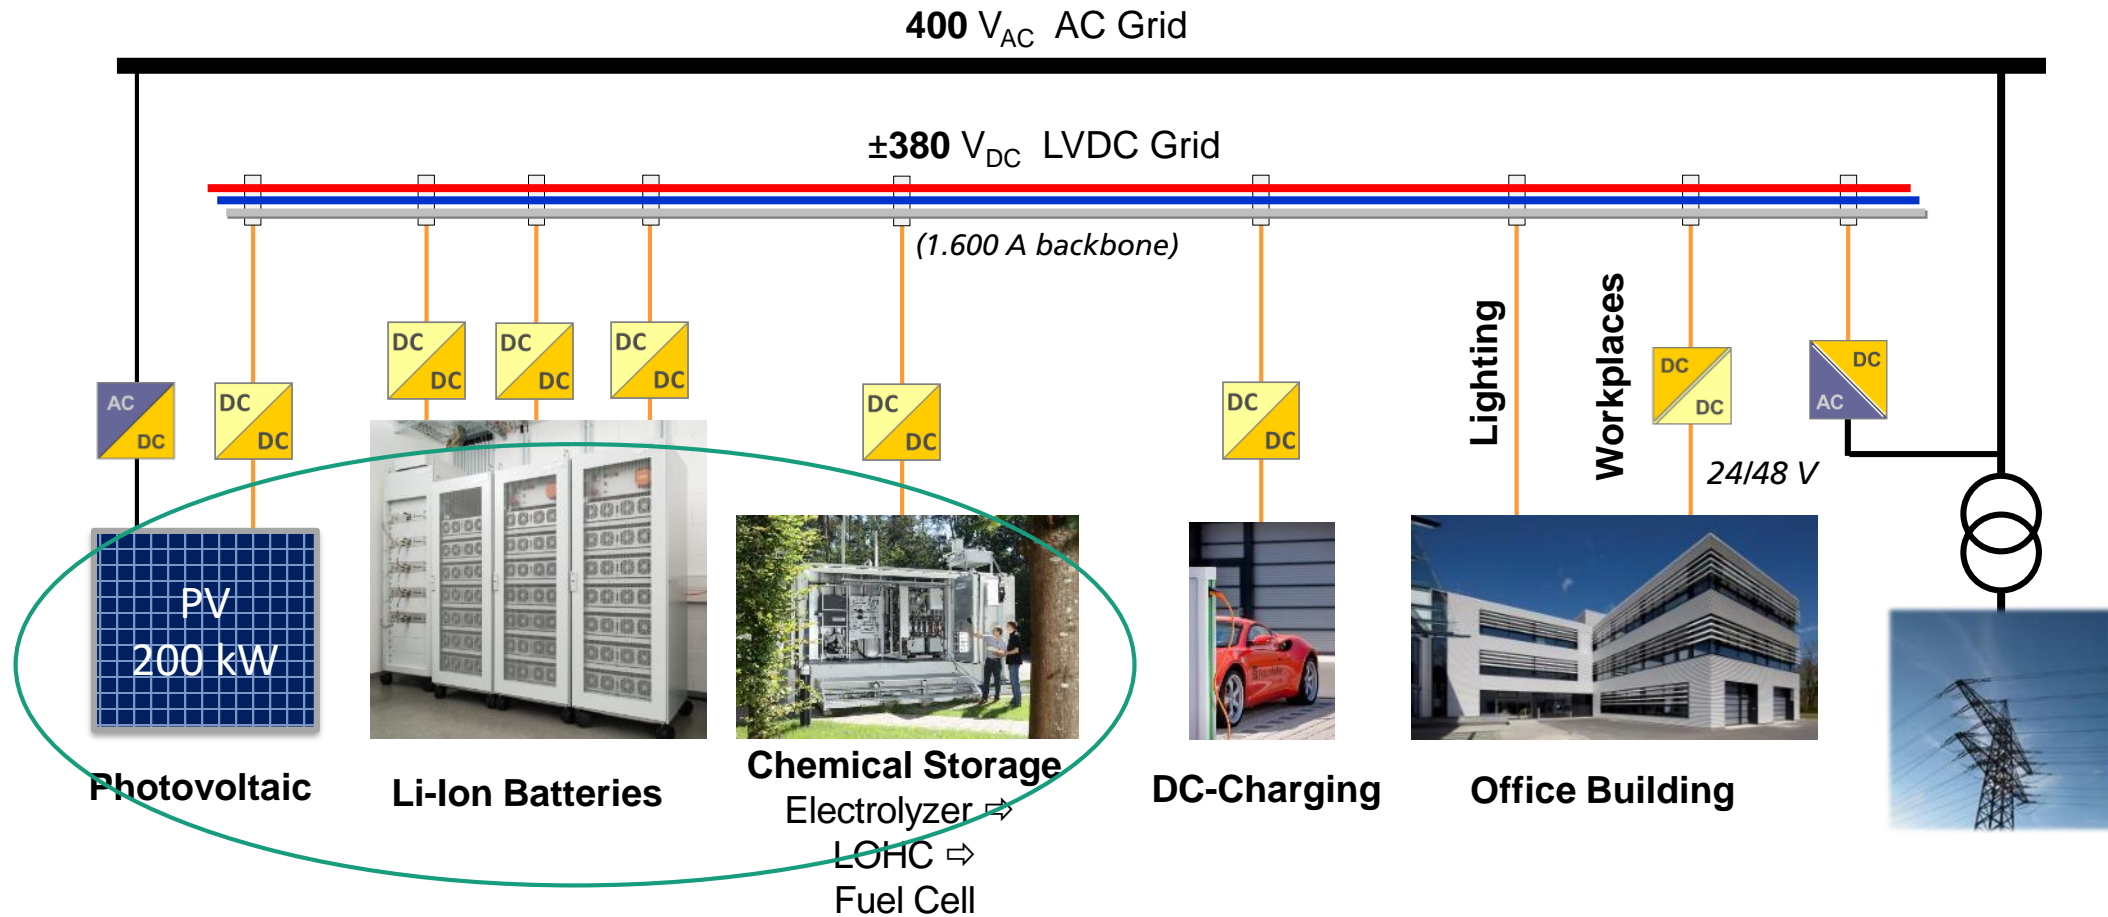 400 VAC AC Grid
±380 VDC LVDC Grid
(1.600 A backbone)
Lighting
Workplaces
DC
DC
DC
DC
DC
DC
DC
DC
DC
AC
AC
DC
DC
DC
DC
DC
DC
DC
24/48 V
PV
200 kW
Photovoltaic
Li-Ion Batteries
Chemical Storage
Electrolyzer ⇨
LOHC ⇨
Fuel Cell
DC-Charging
Office Building